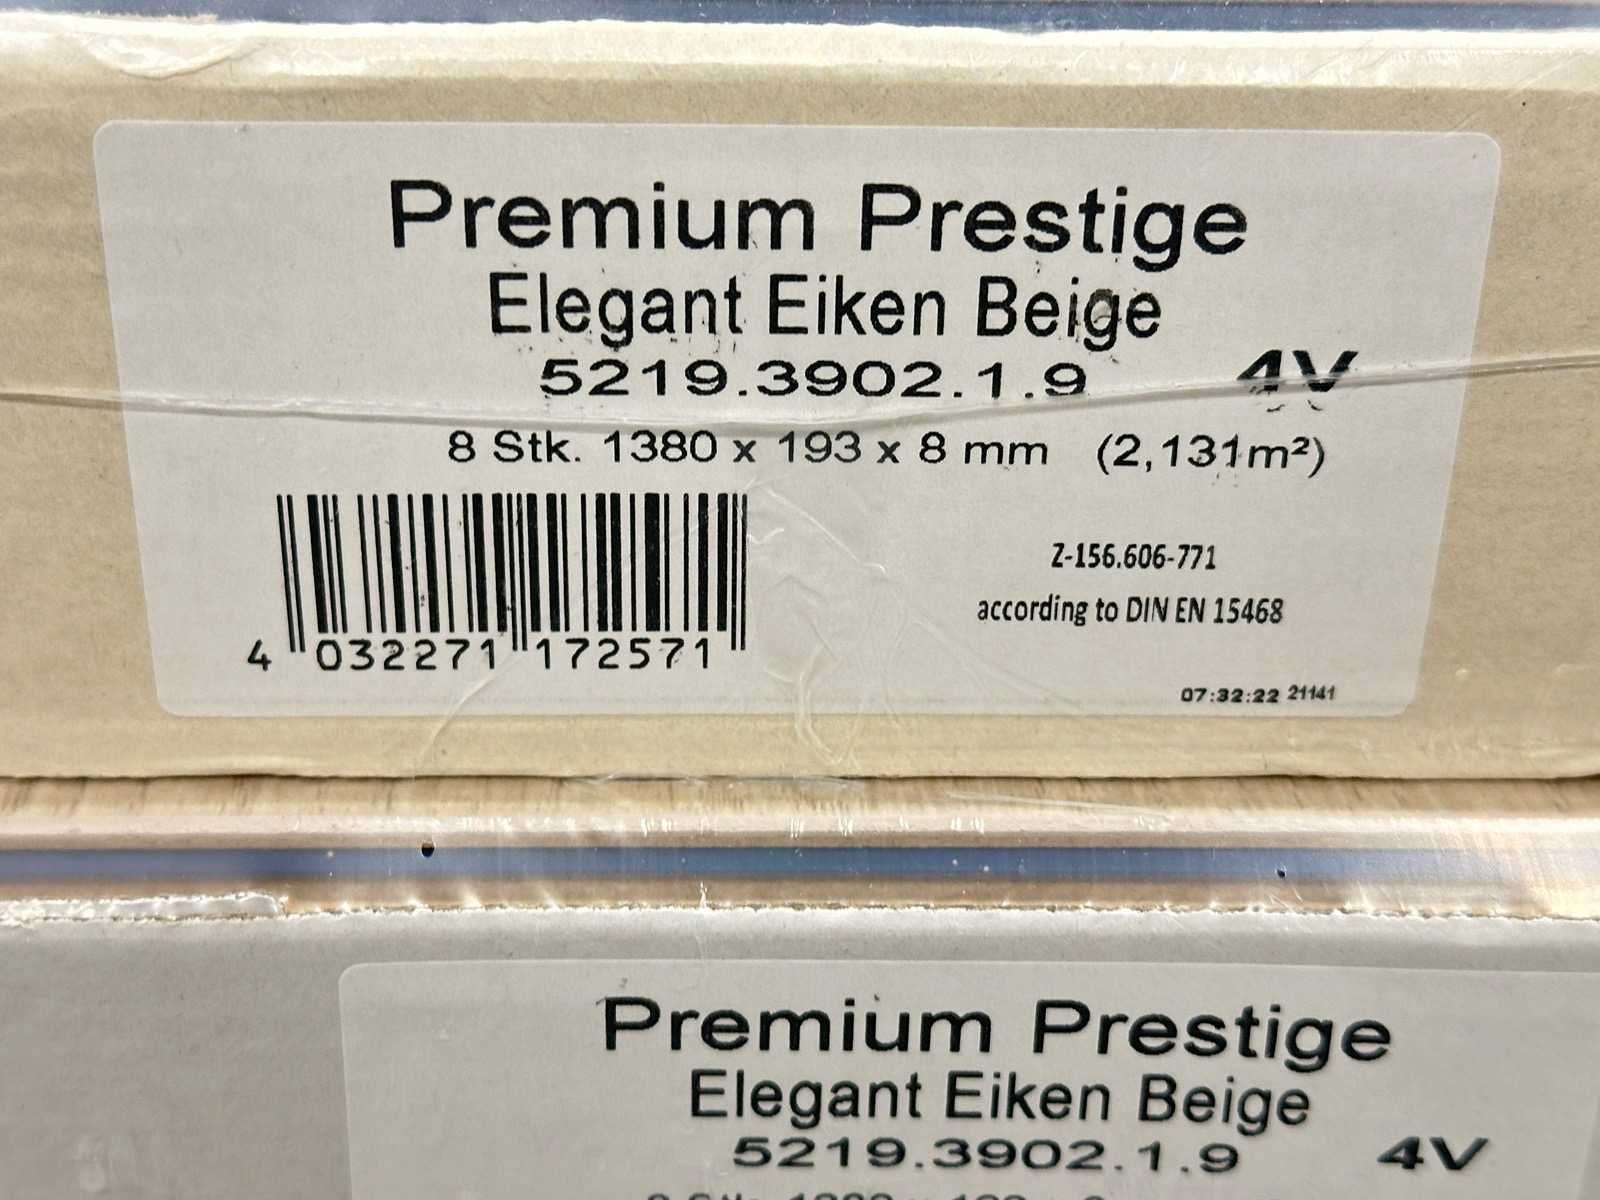 Premium Prestige
Elegant Eiken Beige
5219.3902.1.9 4V
8 Stk. 1380 x 193 x 8 mm (2,131m²)
Z-156.606-771
according to DIN EN 15468
4 032271 172571
07:32:22 21141
Premium Prestige
Elegant Eiken Beige
5219.3902.1.9 4V